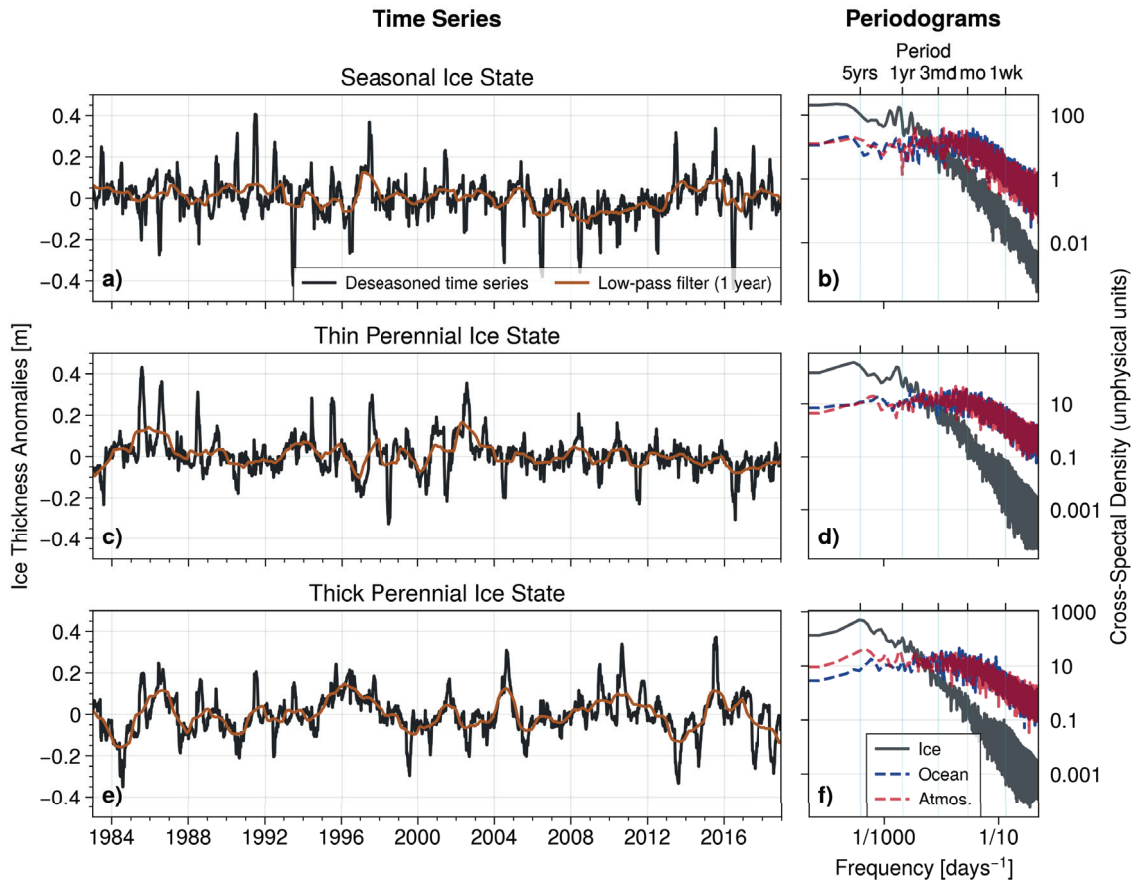 Time Series
Periodograms
Period
5yrs 1yr 3mo 1mo 1wk
Seasonal Ice State
0.4
0.2
0
−0.2
−0.4
a)
Deseasoned time series
Low-pass filter (1 year)
100
1
0.01
b)
Thin Perennial Ice State
0.4
0.2
0
−0.2
−0.4
c)
10
0.1
0.001
d)
Thick Perennial Ice State
0.4
0.2
0
−0.2
−0.4
e)
1984 1988 1992 1996 2000 2004 2008 2012 2016
1000
10
0.1
0.001
Ice
Ocean
Atmos.
f)
1/1000 1/10
Frequency [days⁻¹]
Ice Thickness Anomalies [m]
Cross-Spectal Density (unphysical units)